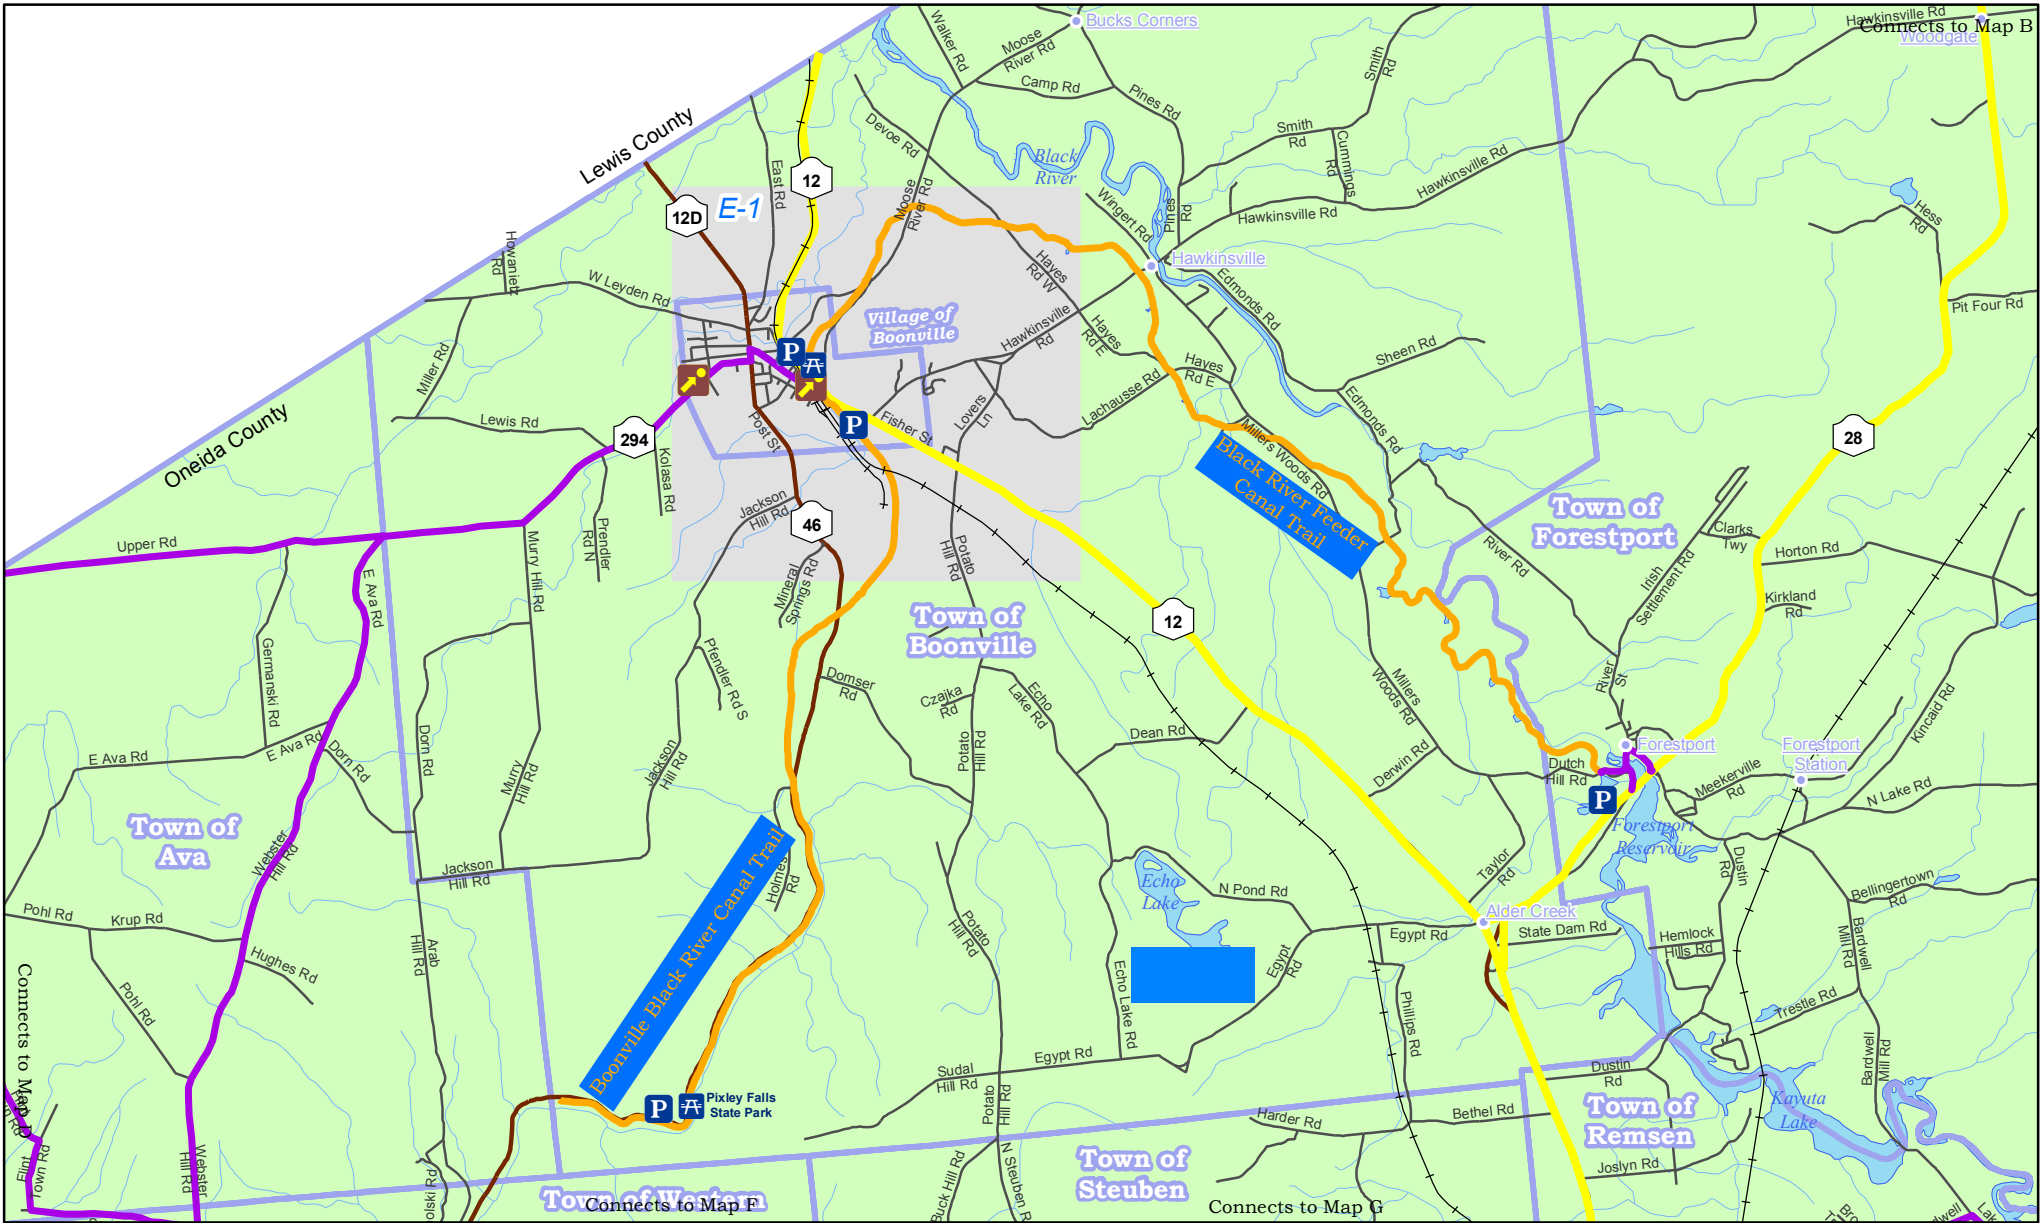 Bucks Corners
Hawkinsville Rd
Connects to Map B
Woodgate
Walker Rd
Moose
River Rd
Camp Rd
Pines Rd
Smith
Rd
Smith
Rd
Cummings
Rd
Hawkinsville Rd
Hawkinsville Rd
Lewis County
Oneida County
East Rd
12
12D
E-1
Devoe Rd
Moose
River Rd
Black
River
Wingert Rd
Pines
Rd
Hess
Rd
Howanietz
Rd
W Leyden Rd
Hayes
Rd W
Hawkinsville
Edmonds Rd
Pit Four Rd
Village of
Boonville
Hawkinsville
Rd
Hayes
Rd E
Hayes
Rd E
Sheen Rd
Miller Rd
P
Lewis Rd
294
Kolasa Rd
Post St
P
Fisher St
Lovers
Ln
Lachausse Rd
Edmonds Rd
Millers Woods Rd
Black River Feeder
Canal Trail
28
Town of
Forestport
Clarks
Twy
Horton Rd
Jackson
Hill Rd
46
Prendler
Rd N
Upper Rd
Murry Hill Rd
E Ava Rd
Mineral
Springs Rd
Potato
Hill Rd
River Rd
Irish
Settlement Rd
Kirkland
Rd
12
Town of
Boonville
Germanski Rd
Pfendler Rd S
Domser
Rd
Czajka
Rd
Echo
Lake Rd
Millers
Woods Rd
River
St
Kincaid Rd
E Ava Rd
E Ava Rd
Dorn Rd
Dorn Rd
Murry
Hill Rd
Jackson
Hill Rd
Potato
Hill Rd
Dean Rd
Derwin Rd
Dutch
Hill Rd
Forestport
Forestport
Station
Meekerville
Rd
N Lake Rd
P
Forestport
Reservoir
Town of
Ava
Webster
Hill Rd
Jackson
Hill Rd
Boonville Black River Canal Trail
Holmes
Rd
Echo
Lake
N Pond Rd
Taylor
Rd
Dustin
Rd
Bellingertown
Rd
Pohl Rd
Krup Rd
Hughes Rd
Arab
Hill Rd
Potato
Hill Rd
Egypt
Rd
Egypt Rd
Alder Creek
State Dam Rd
Hemlock
Hills Rd
Bardwell
Mill Rd
Pohl Rd
Connects to Map D
Echo Lake Rd
Phillips Rd
Trestle Rd
Egypt Rd
Sudal
Hill Rd
Potato
Hill Rd
Dustin
Rd
Bardwell
Mill Rd
P
Pixley Falls
State Park
Harder Rd
Bethel Rd
Town of
Remsen
Kayuta
Lake
Flint
Town Rd
Webster
Hill Rd
olski Rd
Town of Western
Connects to Map F
Buck Hill Rd
N Steuben R
Town of
Steuben
Connects to Map G
Joslyn Rd